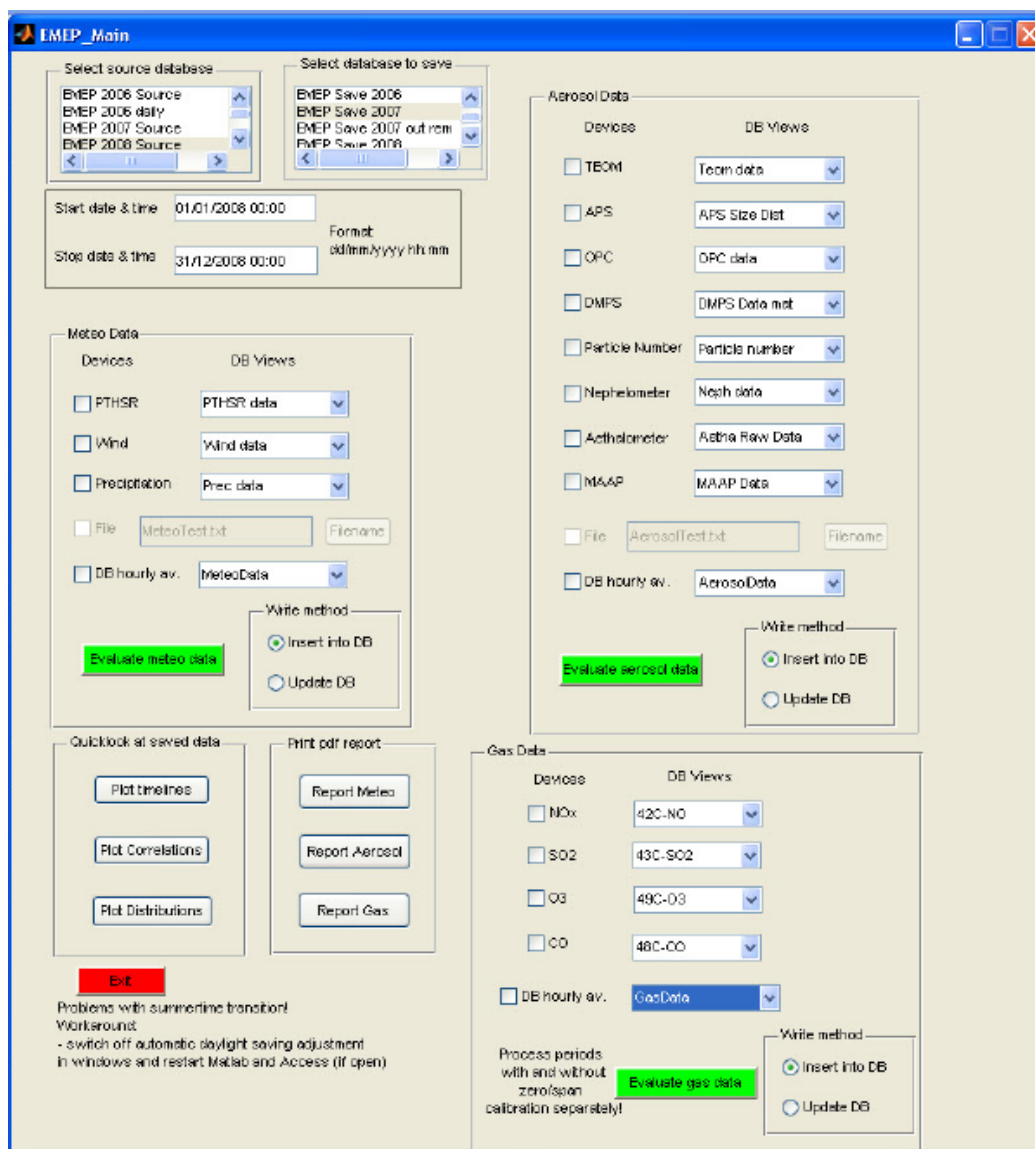 EMEP_Main
Select source database
EMEP 2006 Source
EMEP 2006 daily
EMEP 2007 Source
EMEP 2008 Source
Select database to save
EMEP Save 2006
EMEP Save 2007
EMEP Save 2007 out rem
EMEP Save 2008
Start date & time 01/01/2008 00:00
Stop date & time 31/12/2008 00:00
Format
dd/mm/yyyy hh:mm
Meteo Data
Devices DB Views
PTHSR PTHSR data
Wind Wind data
Precipitation Prec data
File MeteoTest.txt Filename
DB hourly av. MeteoData
Evaluate meteo data
Write method
Insert into DB
Update DB
Aerosol Data
Devices DB Views
TEOM Teom data
APS APS Size Dist
OPC OPC data
DMPS DMPS Data mst
Particle Number Particle number
Nephelometer Neph data
Aethalometer Aetha Raw Data
MAAP MAAP Data
File AerosolTest.txt Filename
DB hourly av. AerosolData
Evaluate aerosol data
Write method
Insert into DB
Update DB
Quicklook at saved data
Plot timelines
Plot Correlations
Plot Distributions
Print pdf report
Report Meteo
Report Aerosol
Report Gas
Exit
Problems with summertime transition!
Workaround:
- switch off automatic daylight saving adjustment
in windows and restart Matlab and Access (if open)
Gas Data
Devices DB Views
NOx 42C-NO
SO2 43C-SO2
O3 49C-O3
CO 48C-CO
DB hourly av. GasData
Process periods
with and without
zero/span
calibration separately!
Evaluate gas data
Write method
Insert into DB
Update DB